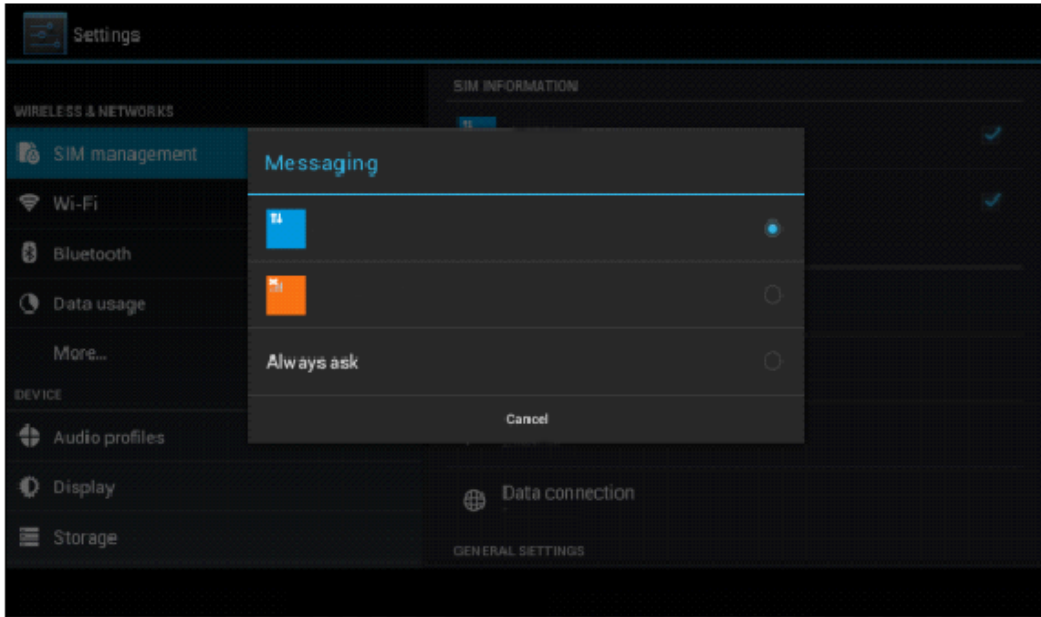 Settings
WIRELESS & NETWORKS
SIM management
Wi-Fi
Bluetooth
Data usage
More...
DEVICE
Audio profiles
Display
Storage
SIM INFORMATION
Messaging
Always ask
Cancel
Data connection
GENERAL SETTINGS